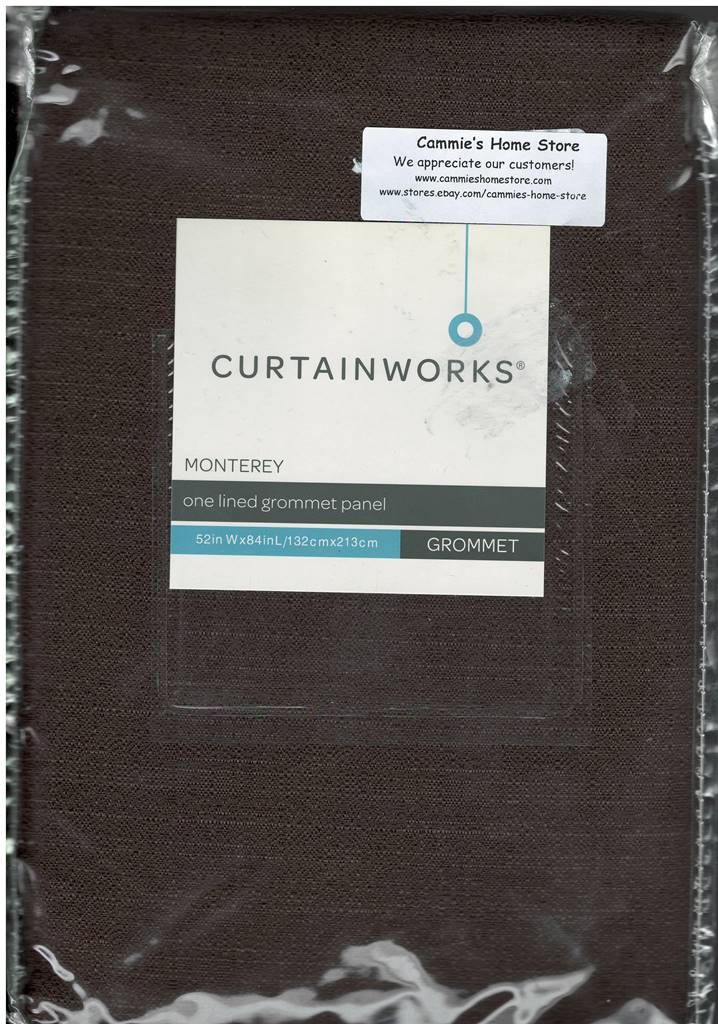 Cammie's Home Store
We appreciate our customers!
www.cammieshomestore.com
www.stores.ebay.com/cammies-home-store
CURTAINWORKS®
MONTEREY
one lined grommet panel
52in Wx84inL/132cmx213cm
GROMMET